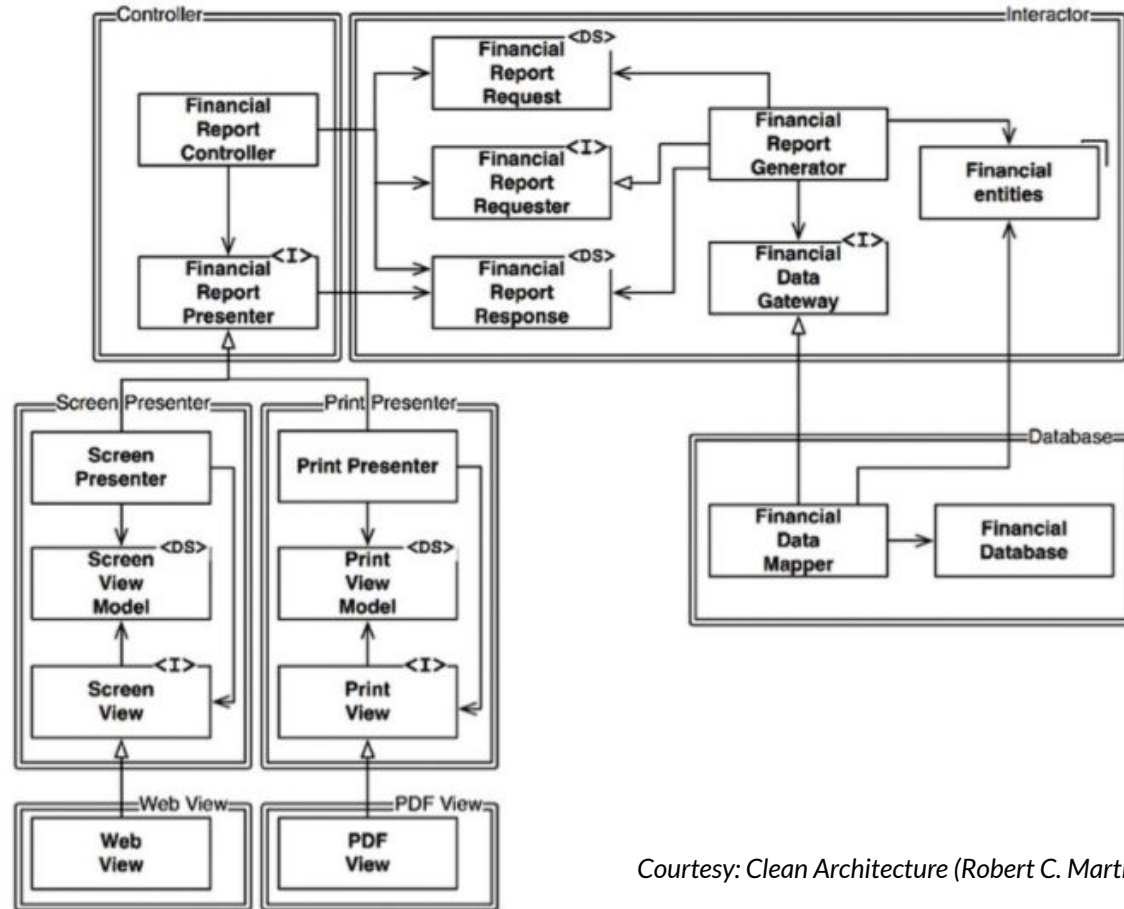 Controller
Interactor
<DS>
Financial
Report
Request
Financial
Report
Controller
Financial
Report
Generator
<I>
Financial
Report
Requester
Financial
entities
<I>
Financial
Report
Presenter
<DS>
Financial
Report
Response
<I>
Financial
Data
Gateway
Screen Presenter
Print Presenter
Database
Screen
Presenter
Print Presenter
Financial
Data
Mapper
Financial
Database
<DS>
Screen
View
Model
<DS>
Print
View
Model
<I>
Screen
View
<I>
Print
View
Web View
PDF View
Web
View
PDF
View
Courtesy: Clean Architecture (Robert C. Mart